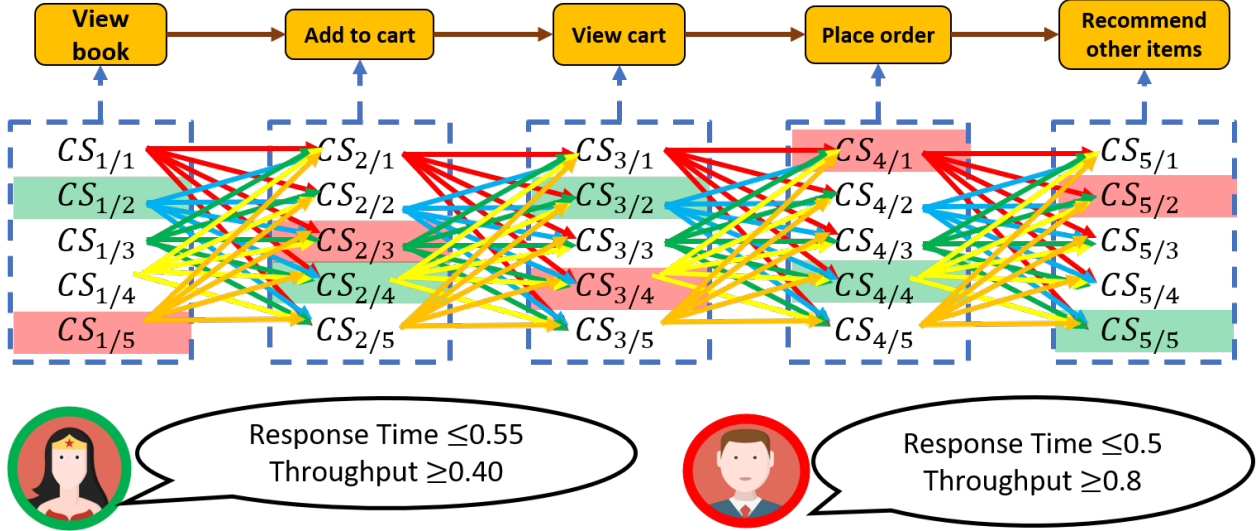 View
book
Add to cart
View cart
Place order
Recommend
other items
CS1/1 CS2/1 CS3/1 CS4/1 CS5/1
CS1/2 CS2/2 CS3/2 CS4/2 CS5/2
CS1/3 CS2/3 CS3/3 CS4/3 CS5/3
CS1/4 CS2/4 CS3/4 CS4/4 CS5/4
CS1/5 CS2/5 CS3/5 CS4/5 CS5/5
Response Time ≤0.55
Throughput ≥0.40
Response Time ≤0.5
Throughput ≥0.8